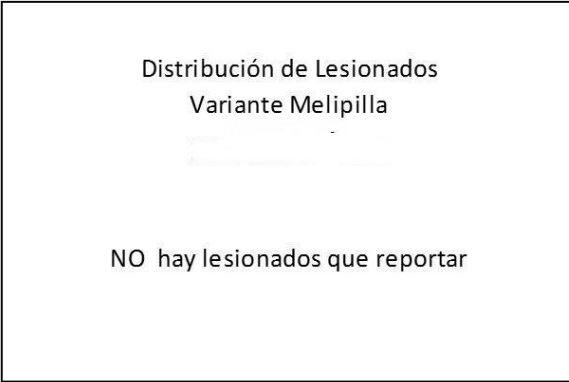 Distribución de Lesionados
Variante Melipilla
NO hay lesionados que reportar